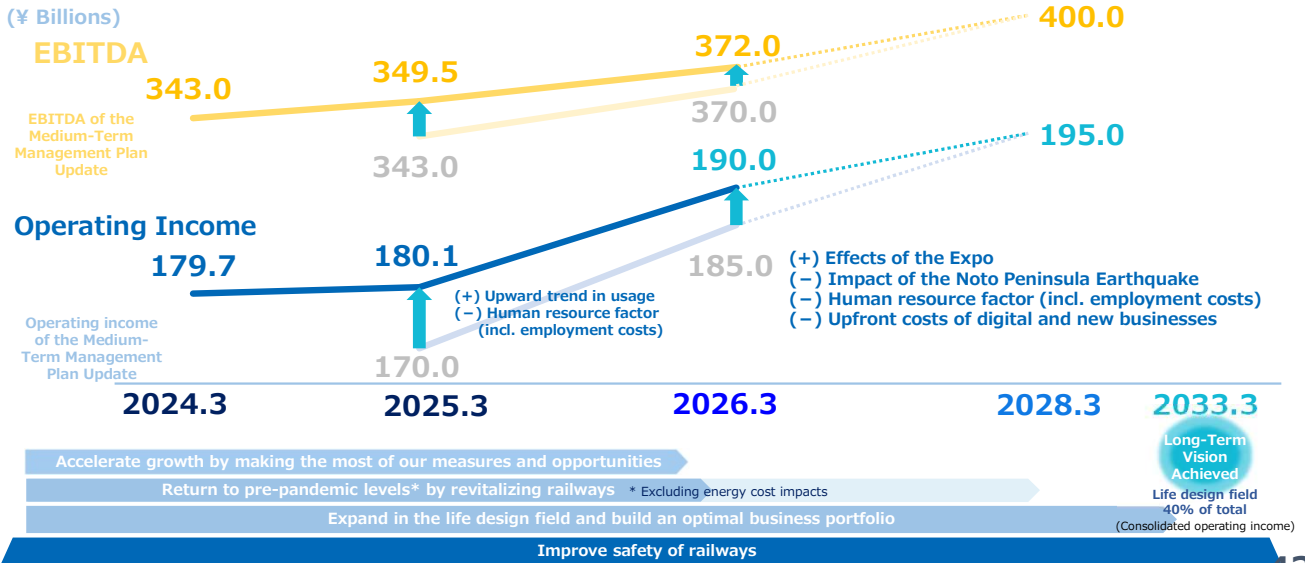 (¥ Billions)
EBITDA
343.0
349.5
372.0
400.0
EBITDA of the
Medium-Term
Management Plan
Update
343.0
370.0
190.0
195.0
Operating Income
179.7
180.1
185.0
(+) Upward trend in usage
(−) Human resource factor
(incl. employment costs)
(+) Effects of the Expo
(−) Impact of the Noto Peninsula Earthquake
(−) Human resource factor (incl. employment costs)
(−) Upfront costs of digital and new businesses
Operating income
of the Medium-
Term Management
Plan Update
170.0
2024.3
2025.3
2026.3
2028.3
2033.3
Long-Term
Vision
Achieved
Accelerate growth by making the most of our measures and opportunities
Return to pre-pandemic levels* by revitalizing railways * Excluding energy cost impacts
Life design field
40% of total
(Consolidated operating income)
Expand in the life design field and build an optimal business portfolio
Improve safety of railways